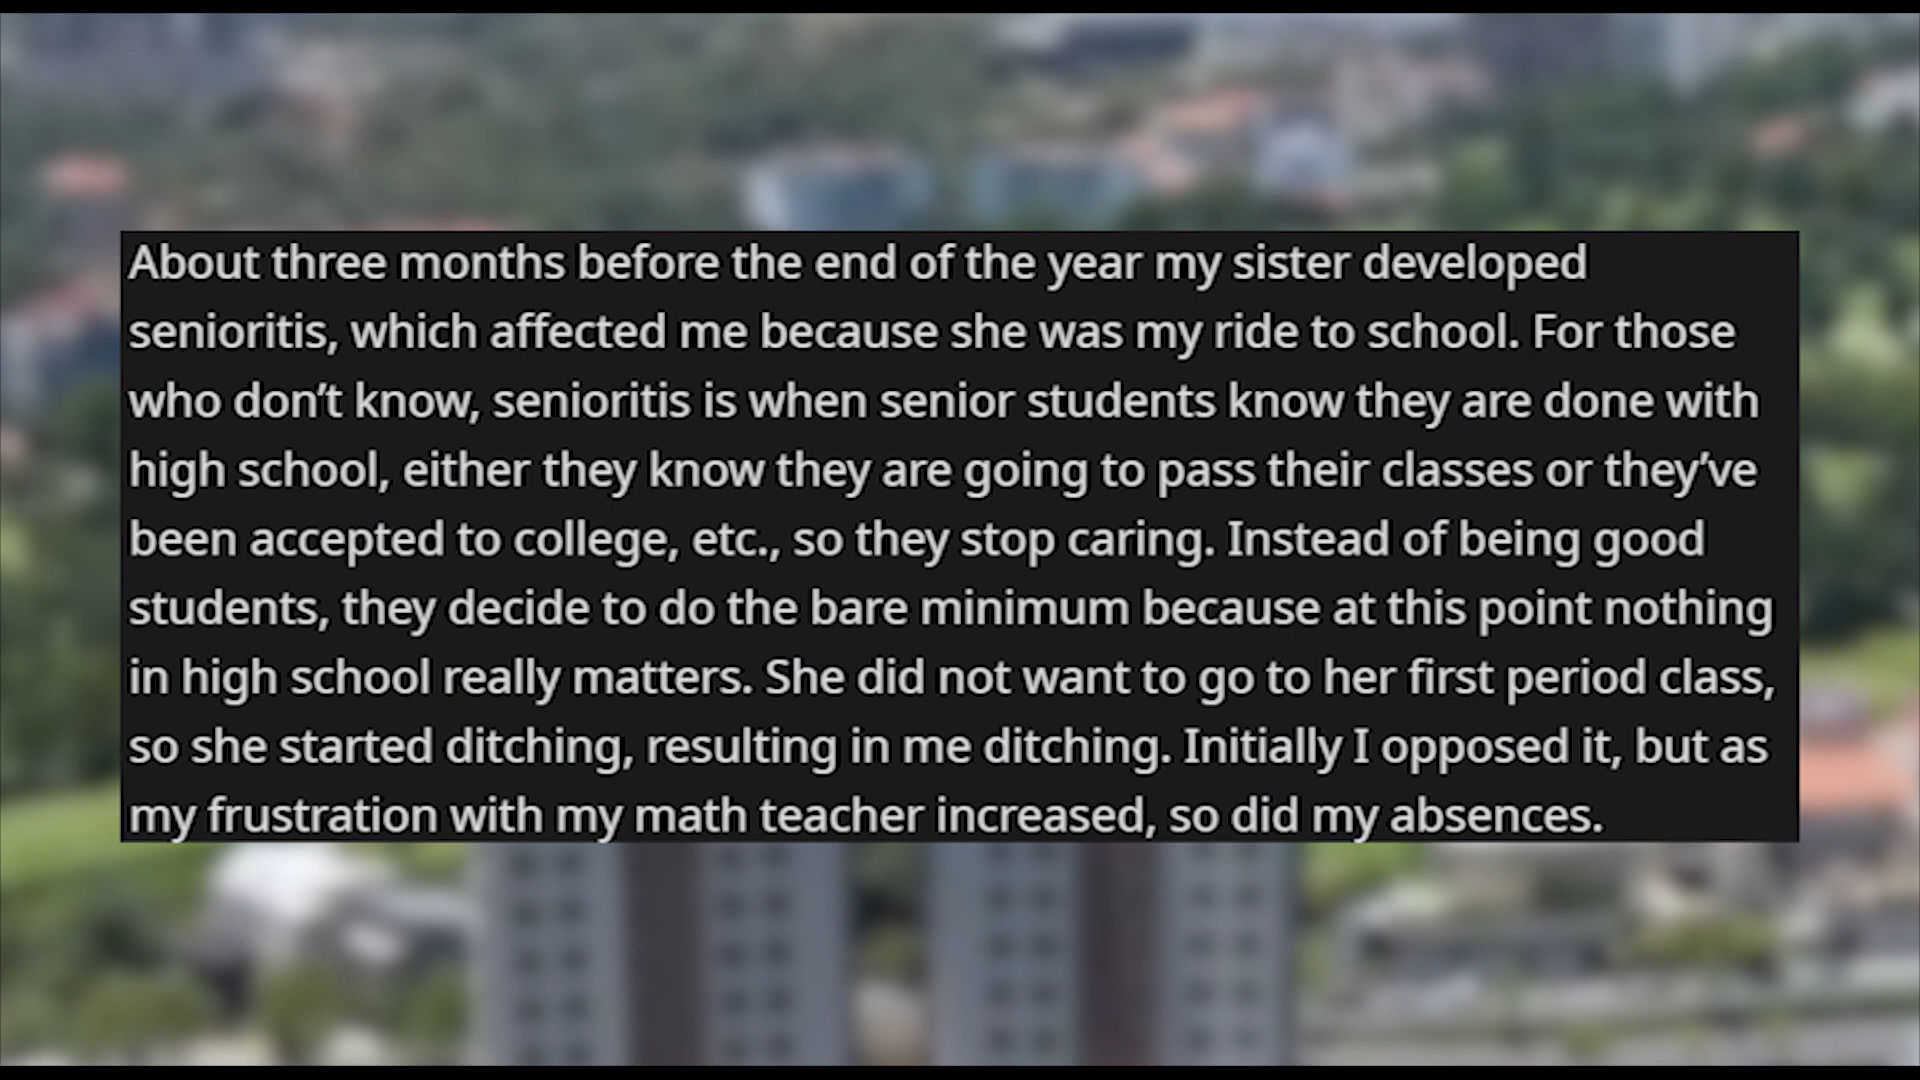 About three months before the end of the year my sister developed
senioritis, which affected me because she was my ride to school. For those
who don’t know, senioritis is when senior students know they are done with
high school, either they know they are going to pass their classes or they’ve
been accepted to college, etc., so they stop caring. Instead of being good
students, they decide to do the bare minimum because at this point nothing
in high school really matters. She did not want to go to her first period class,
so she started ditching, resulting in me ditching. Initially I opposed it, but as
my frustration with my math teacher increased, so did my absences.